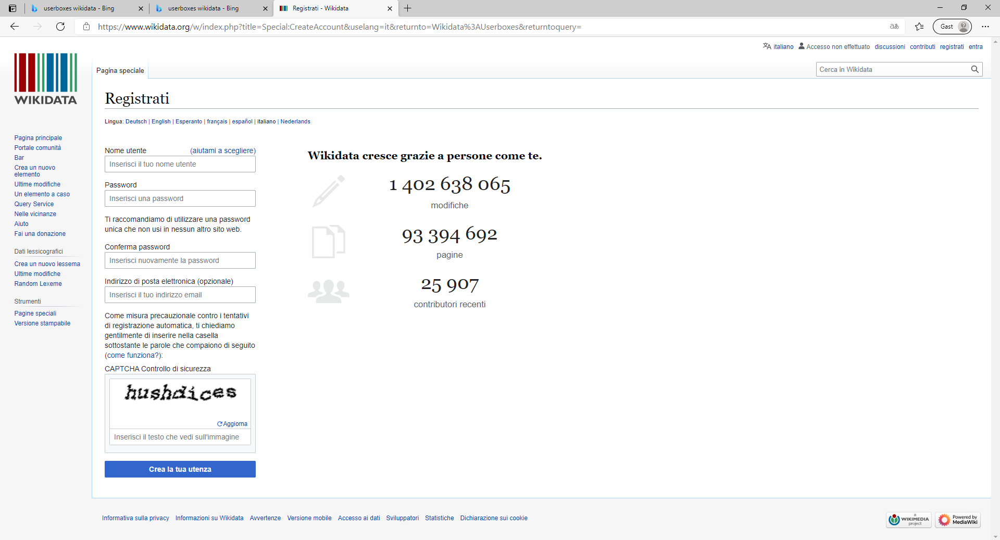 userboxes wikidata - Bing
userboxes wikidata - Bing
Registrati - Wikidata
https://www.wikidata.org/w/index.php?title=Special:CreateAccount&uselang=it&returnto=Wikidata%3AUserboxes&returntoquery=
aあ
Gast
italiano Accesso non effettuato discussioni contributi registrati entra
Pagina speciale
Cerca in Wikidata
WIKIDATA
Registrati
Lingua: Deutsch | English | Esperanto | français | español | italiano | Nederlands
Pagina principale
Portale comunità
Bar
Crea un nuovo
elemento
Ultime modifiche
Un elemento a caso
Query Service
Nelle vicinanze
Aiuto
Fai una donazione
Dati lessicografici
Crea un nuovo lessema
Ultime modifiche
Random Lexeme
Strumenti
Pagine speciali
Versione stampabile
Nome utente (aiutami a scegliere)
Inserisci il tuo nome utente
Password
Inserisci una password
Ti raccomandiamo di utilizzare una password
unica che non usi in nessun altro sito web.
Conferma password
Inserisci nuovamente la password
Indirizzo di posta elettronica (opzionale)
Inserisci il tuo indirizzo email
Come misura precauzionale contro i tentativi
di registrazione automatica, ti chiediamo
gentilmente di inserire nella casella
sottostante le parole che compaiono di seguito
(come funziona?):
CAPTCHA Controllo di sicurezza
hushdices
Aggiorna
Inserisci il testo che vedi sull'immagine
Crea la tua utenza
Wikidata cresce grazie a persone come te.
1 402 638 065
modifiche
93 394 692
pagine
25 907
contributori recenti
Informativa sulla privacy Informazioni su Wikidata Avvertenze Versione mobile Accesso ai dati Sviluppatori Statistiche Dichiarazione sui cookie
a
WIKIMEDIA
project
Powered by
MediaWiki